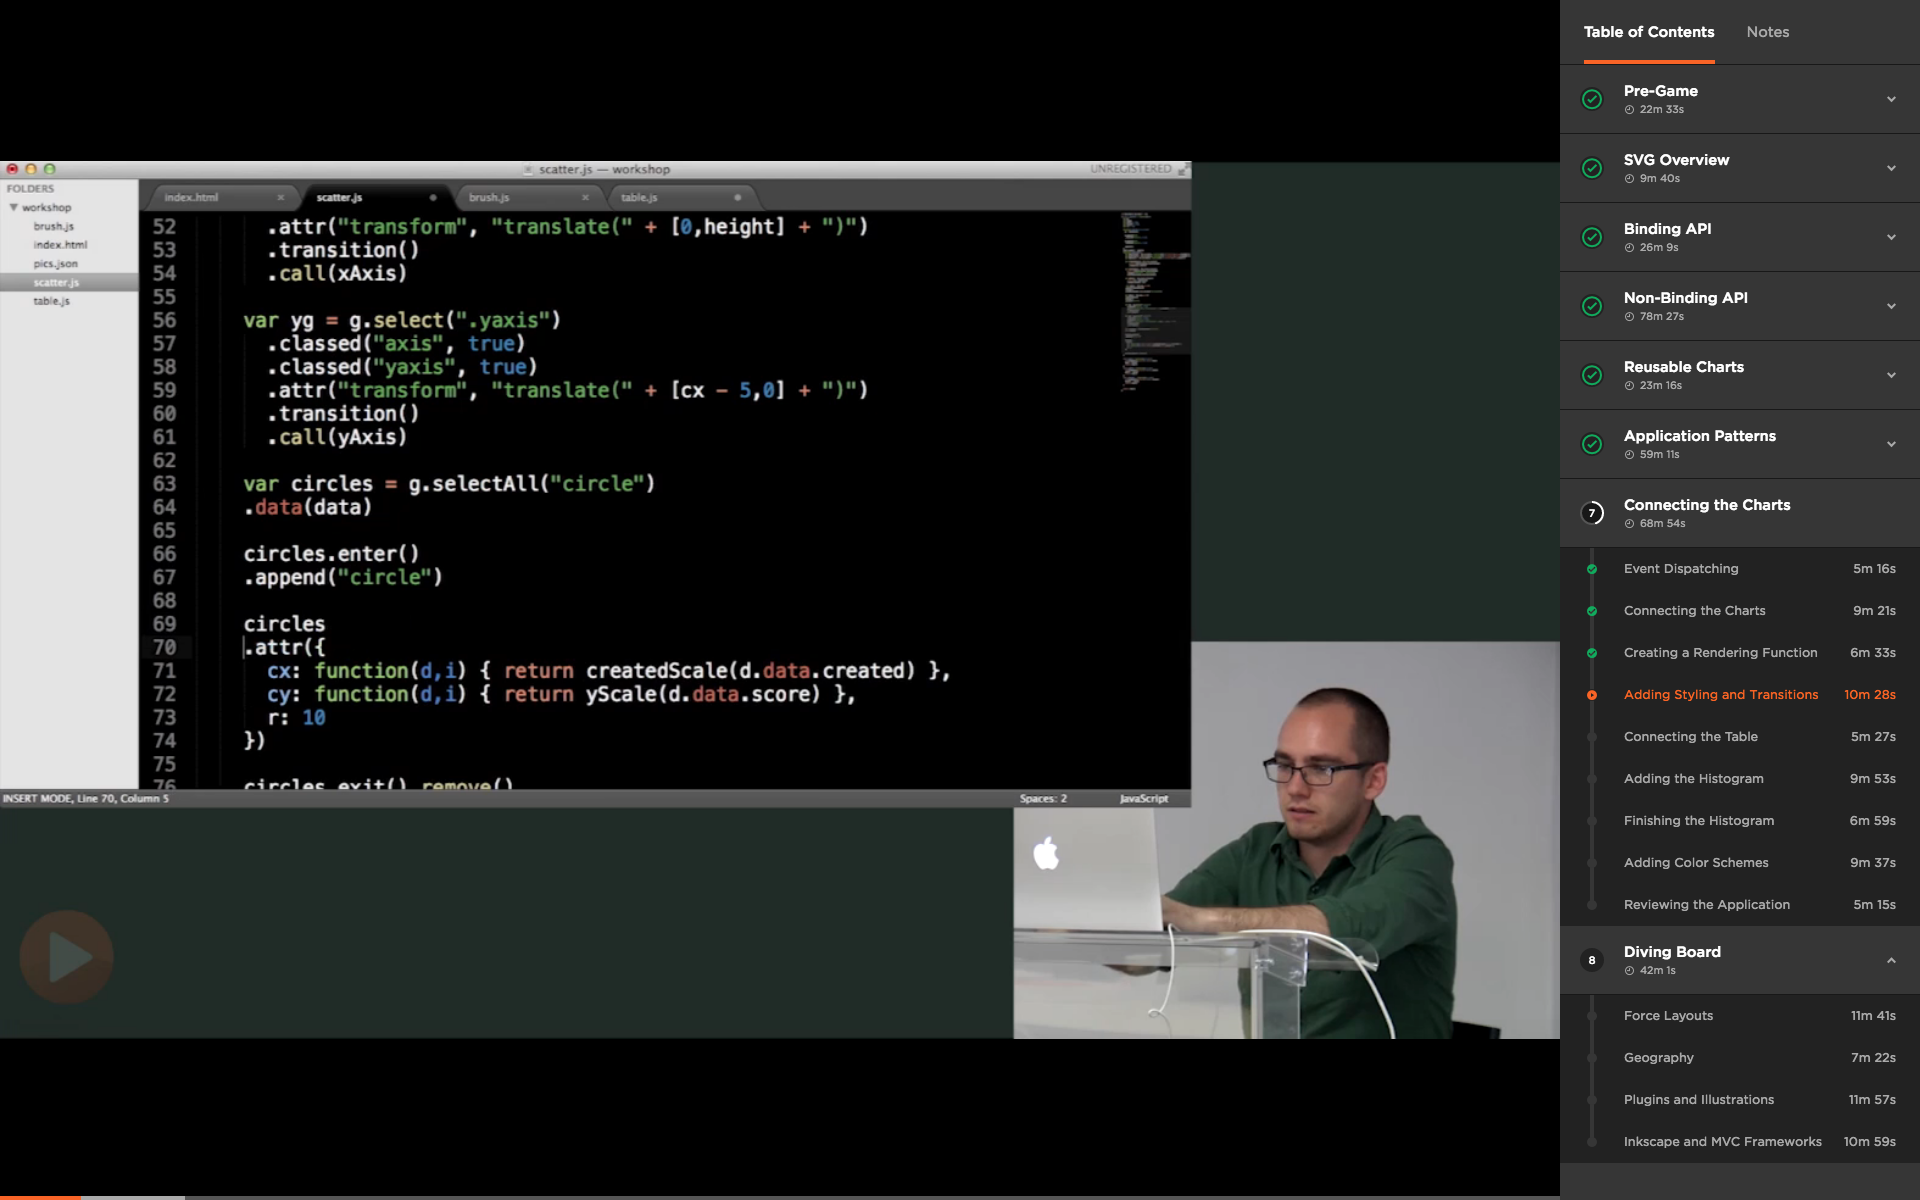 scatter.js — workshop
UNREGISTERED
FOLDERS
workshop
brush.js
index.html
pics.json
scatter.js
table.js
index.html
scatter.js
brush.js
table.js
52 .attr("transform", "translate(" + [0,height] + ")")
53 .transition()
54 .call(xAxis)
55
56 var yg = g.select(".yaxis")
57 .classed("axis", true)
58 .classed("yaxis", true)
59 .attr("transform", "translate(" + [cx - 5,0] + ")")
60 .transition()
61 .call(yAxis)
62
63 var circles = g.selectAll("circle")
64 .data(data)
65
66 circles.enter()
67 .append("circle")
68
69 circles
70 .attr({
71 cx: function(d,i) { return createdScale(d.data.created) },
72 cy: function(d,i) { return yScale(d.data.score) },
73 r: 10
74 })
75
76 circles.exit().remove()
INSERT MODE, Line 70, Column 5
Spaces: 2
JavaScript
Table of Contents
Notes
Pre-Game
22m 33s
SVG Overview
9m 40s
Binding API
26m 9s
Non-Binding API
78m 27s
Reusable Charts
23m 16s
Application Patterns
59m 11s
7
Connecting the Charts
68m 54s
Event Dispatching 5m 16s
Connecting the Charts 9m 21s
Creating a Rendering Function 6m 33s
Adding Styling and Transitions 10m 28s
Connecting the Table 5m 27s
Adding the Histogram 9m 53s
Finishing the Histogram 6m 59s
Adding Color Schemes 9m 37s
Reviewing the Application 5m 15s
8
Diving Board
42m 1s
Force Layouts 11m 41s
Geography 7m 22s
Plugins and Illustrations 11m 57s
Inkscape and MVC Frameworks 10m 59s